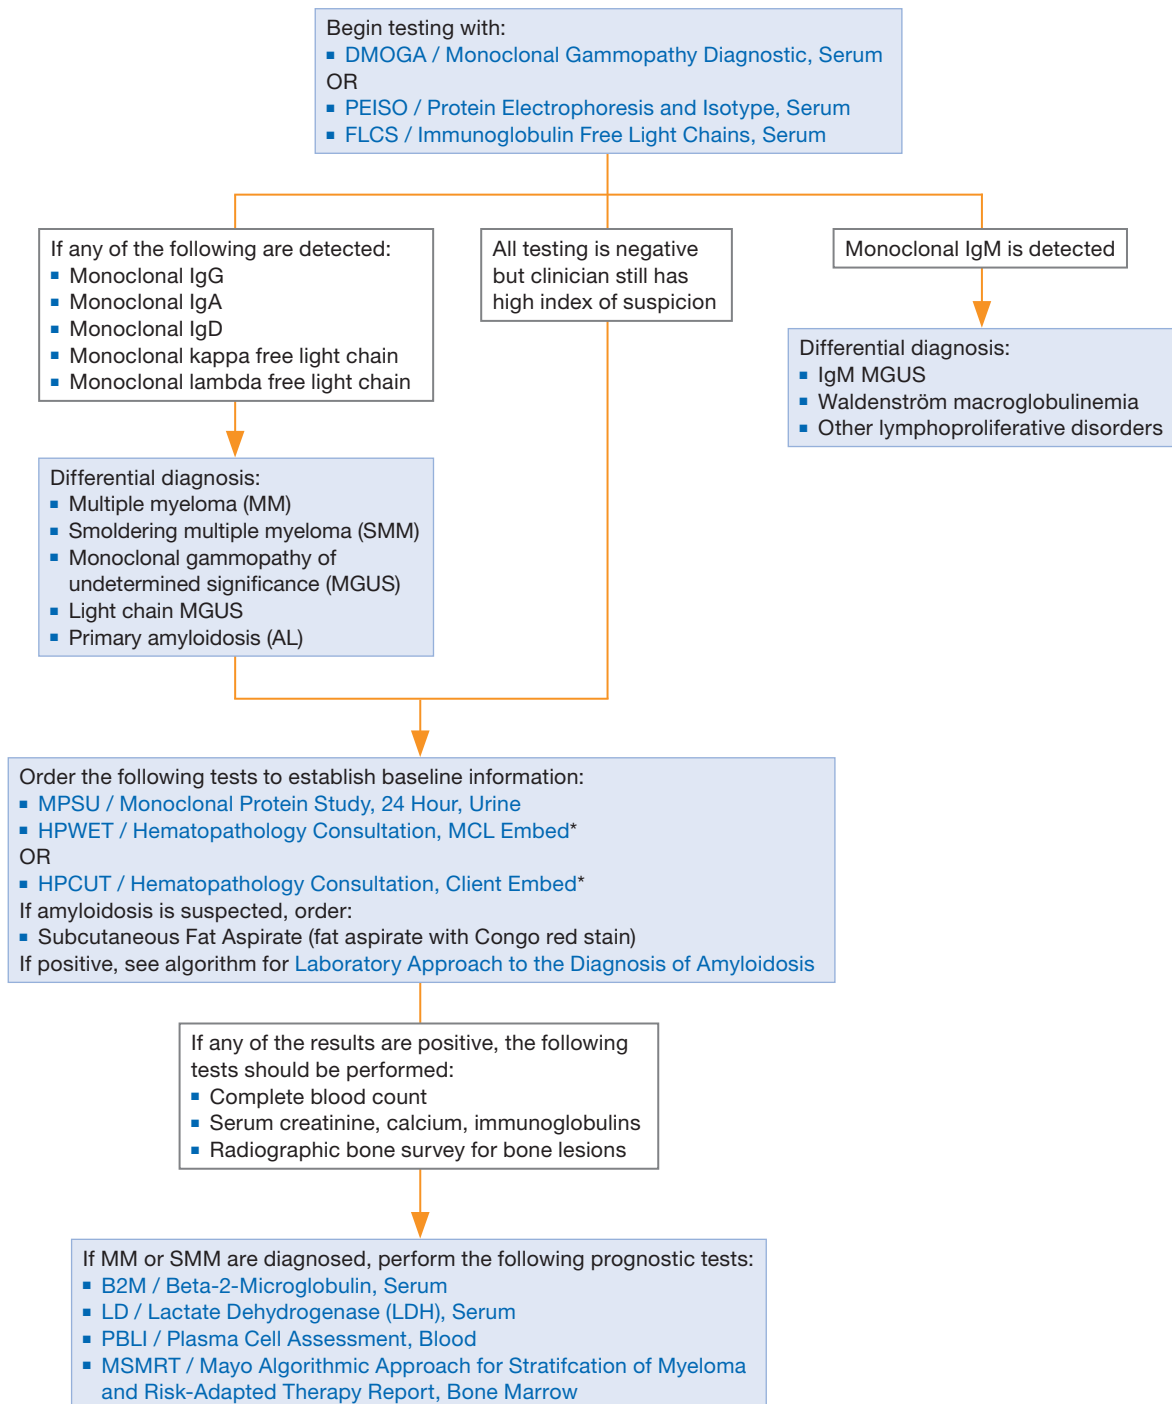 Begin testing with:
▪ DMOGA / Monoclonal Gammopathy Diagnostic, Serum
OR
▪ PEISO / Protein Electrophoresis and Isotype, Serum
▪ FLCS / Immunoglobulin Free Light Chains, Serum
If any of the following are detected:
▪ Monoclonal IgG
▪ Monoclonal IgA
▪ Monoclonal IgD
▪ Monoclonal kappa free light chain
▪ Monoclonal lambda free light chain
All testing is negative
but clinician still has
high index of suspicion
Monoclonal IgM is detected
Differential diagnosis:
▪ IgM MGUS
▪ Waldenström macroglobulinemia
▪ Other lymphoproliferative disorders
Differential diagnosis:
▪ Multiple myeloma (MM)
▪ Smoldering multiple myeloma (SMM)
▪ Monoclonal gammopathy of
undetermined significance (MGUS)
▪ Light chain MGUS
▪ Primary amyloidosis (AL)
Order the following tests to establish baseline information:
▪ MPSU / Monoclonal Protein Study, 24 Hour, Urine
▪ HPWET / Hematopathology Consultation, MCL Embed*
OR
▪ HPCUT / Hematopathology Consultation, Client Embed*
If amyloidosis is suspected, order:
▪ Subcutaneous Fat Aspirate (fat aspirate with Congo red stain)
If positive, see algorithm for Laboratory Approach to the Diagnosis of Amyloidosis
If any of the results are positive, the following
tests should be performed:
▪ Complete blood count
▪ Serum creatinine, calcium, immunoglobulins
▪ Radiographic bone survey for bone lesions
If MM or SMM are diagnosed, perform the following prognostic tests:
▪ B2M / Beta-2-Microglobulin, Serum
▪ LD / Lactate Dehydrogenase (LDH), Serum
▪ PBLI / Plasma Cell Assessment, Blood
▪ MSMRT / Mayo Algorithmic Approach for Stratifcation of Myeloma
and Risk-Adapted Therapy Report, Bone Marrow